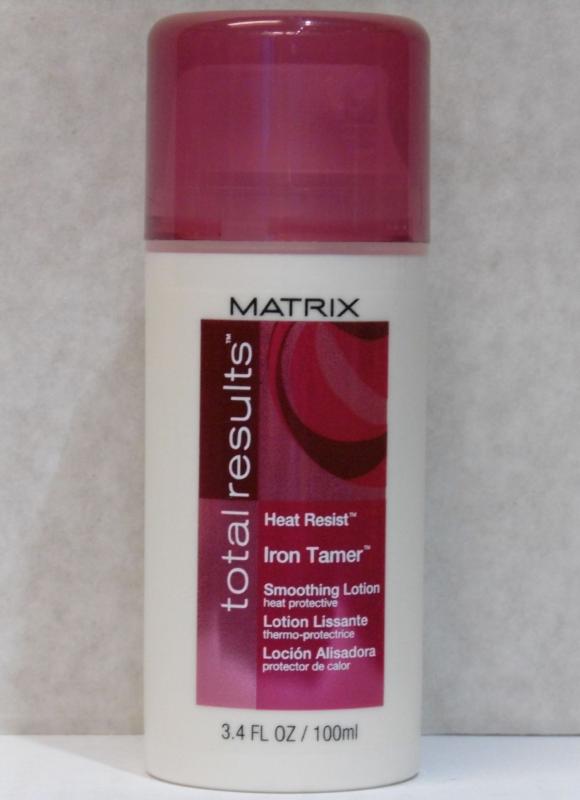 MATRIX
total results™
Heat Resist™
Iron Tamer™
Smoothing Lotion
heat protective
Lotion Lissante
thermo-protectrice
Loción Alisadora
protector de calor
3.4 FL OZ / 100ml